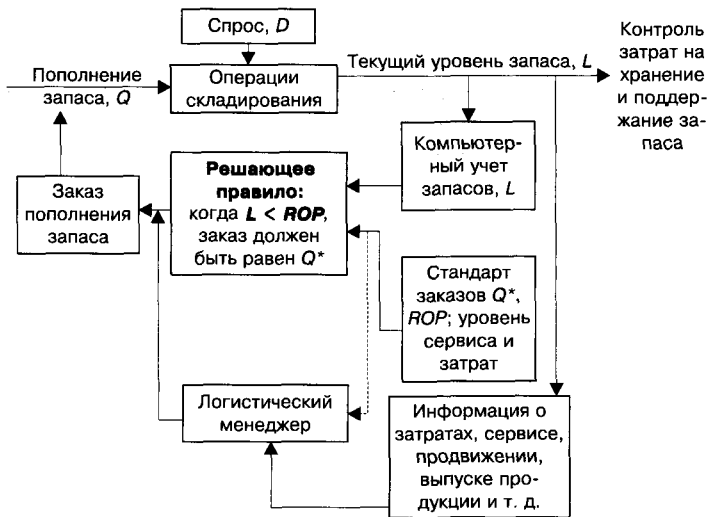 Спрос, D
Контроль
затрат на
хранение
и поддер-
жание за-
паса
Текущий уровень запаса, L
Пополнение
запаса, Q
Операции
складирования
Компьютер-
ный учет
запасов, L
Решающее
правило:
когда L < ROP,
заказ должен
быть равен Q*
Заказ
пополнения
запаса
Стандарт
заказов Q*,
ROP; уровень
сервиса и
затрат
Логистический
менеджер
Информация о
затратах, сервисе,
продвижении,
выпуске про-
дукции и т. д.